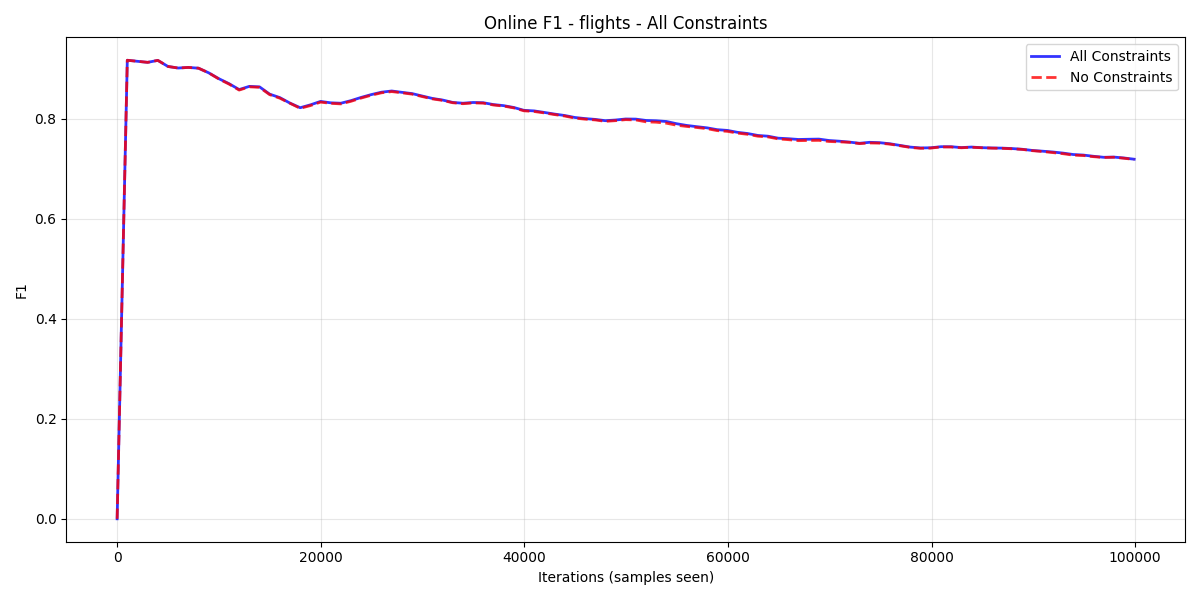 Online F1 - flights - All Constraints
All Constraints
No Constraints
F1
0.8
0.6
0.4
0.2
0.0
0
20000
40000
60000
80000
100000
Iterations (samples seen)